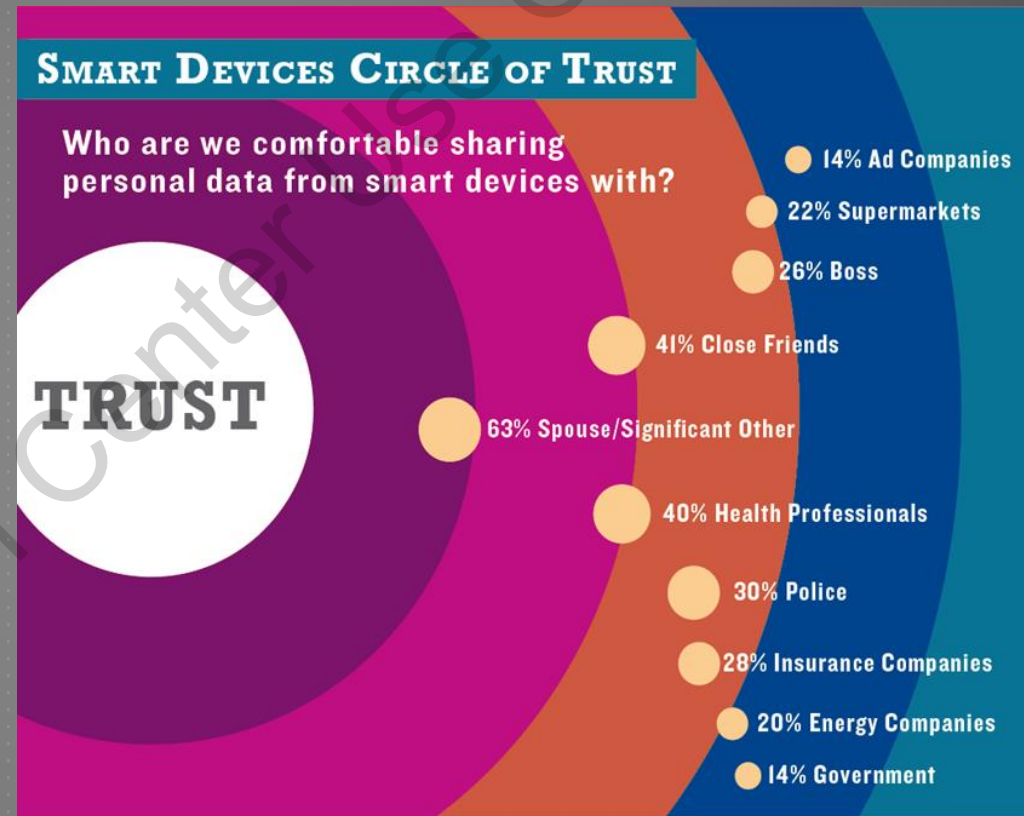 SMART DEVICES CIRCLE OF TRUST
Who are we comfortable sharing
personal data from smart devices with?
14% Ad Companies
22% Supermarkets
26% Boss
41% Close Friends
TRUST
63% Spouse/Significant Other
40% Health Professionals
30% Police
28% Insurance Companies
20% Energy Companies
14% Government
Center Use